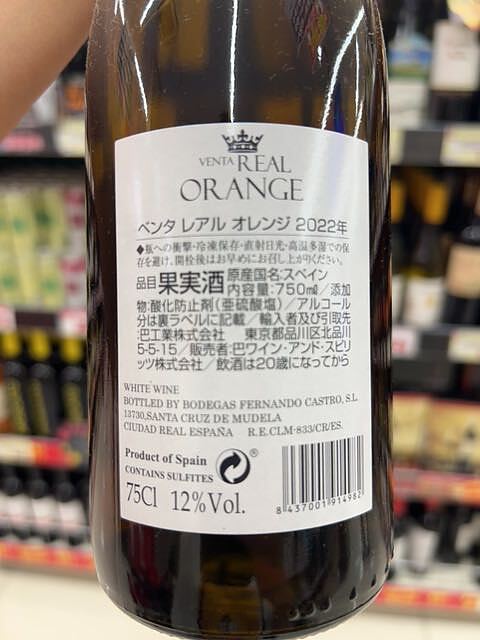 VENTA REAL
ORANGE
ベンタ レアル オレンジ 2022年
◆瓶への衝撃・冷凍保存・直射日光・高温多湿での保
存を避け、開栓後はお早めにお召し上がりください。
品目 果実酒 原産国名:スペイン
内容量:750ml/添加
物:酸化防止剤(亜硫酸塩)/アルコール
分は裏ラベルに記載/輸入者及び引取先
:巴工業株式会社 東京都品川区北品川
5-5-15/販売者:巴ワイン・アンド・スピリ
ッツ株式会社/飲酒は20歳になってから
WHITE WINE
BOTTLED BY BODEGAS FERNANDO CASTRO, S.L.
13730,SANTA CRUZ DE MUDELA
CIUDAD REAL ESPAÑA R.E.CLM-833/CR/ES.
Product of Spain
CONTAINS SULFITES
®
75Cl 12%Vol.
8 437001 914982